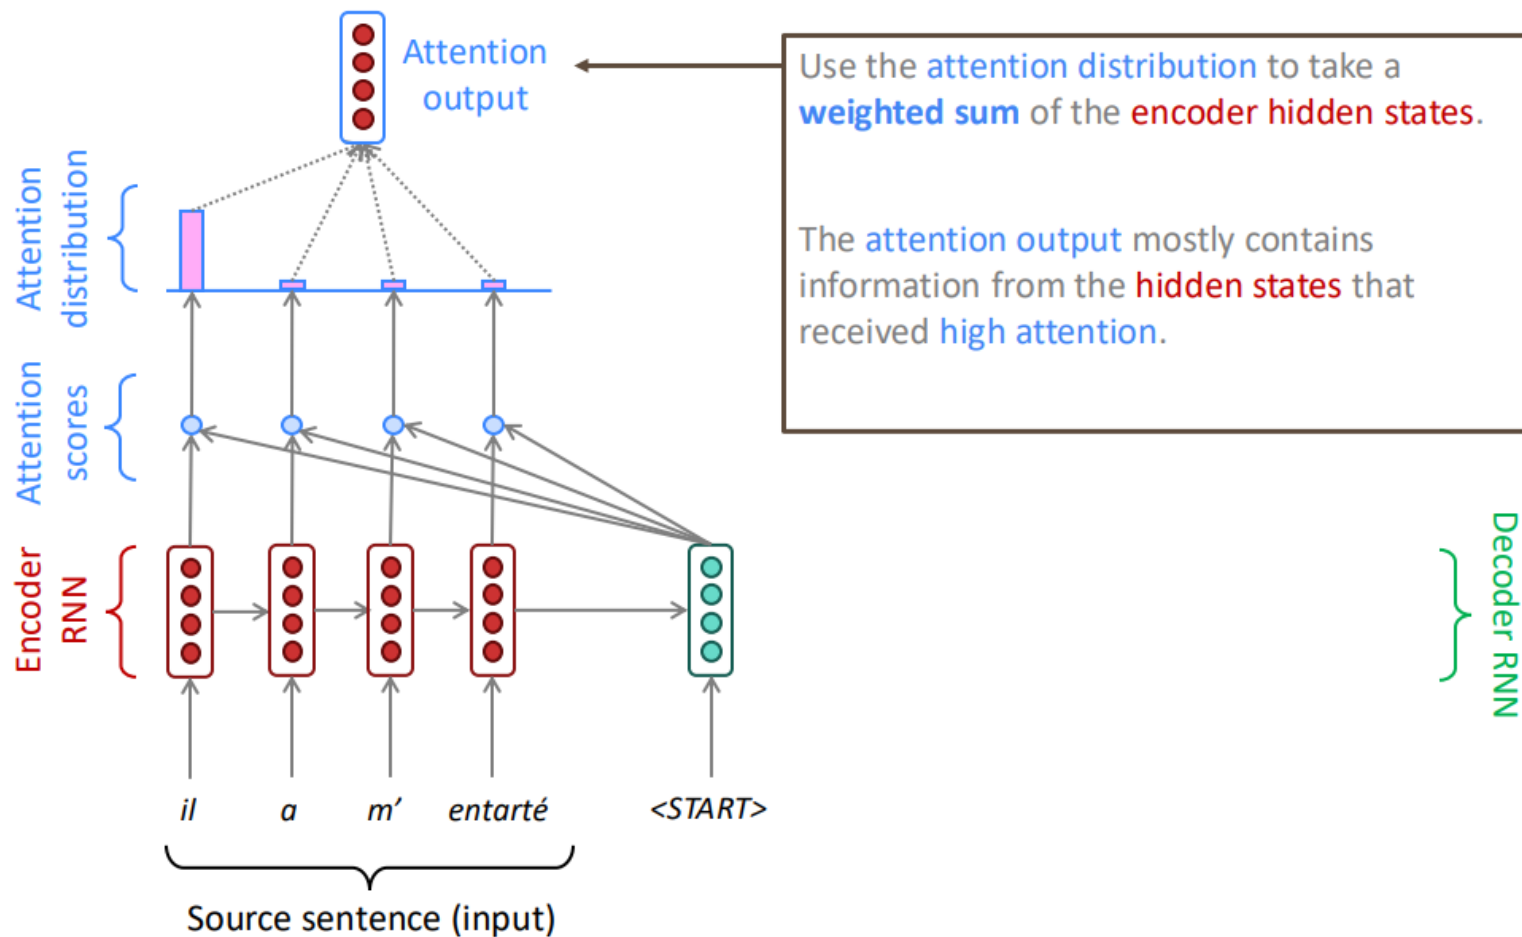 Attention
output
Use the attention distribution to take a
weighted sum of the encoder hidden states.
The attention output mostly contains
information from the hidden states that
received high attention.
Attention
distribution
Attention
scores
Encoder
RNN
Decoder RNN
il a m’ entarté <START>
Source sentence (input)